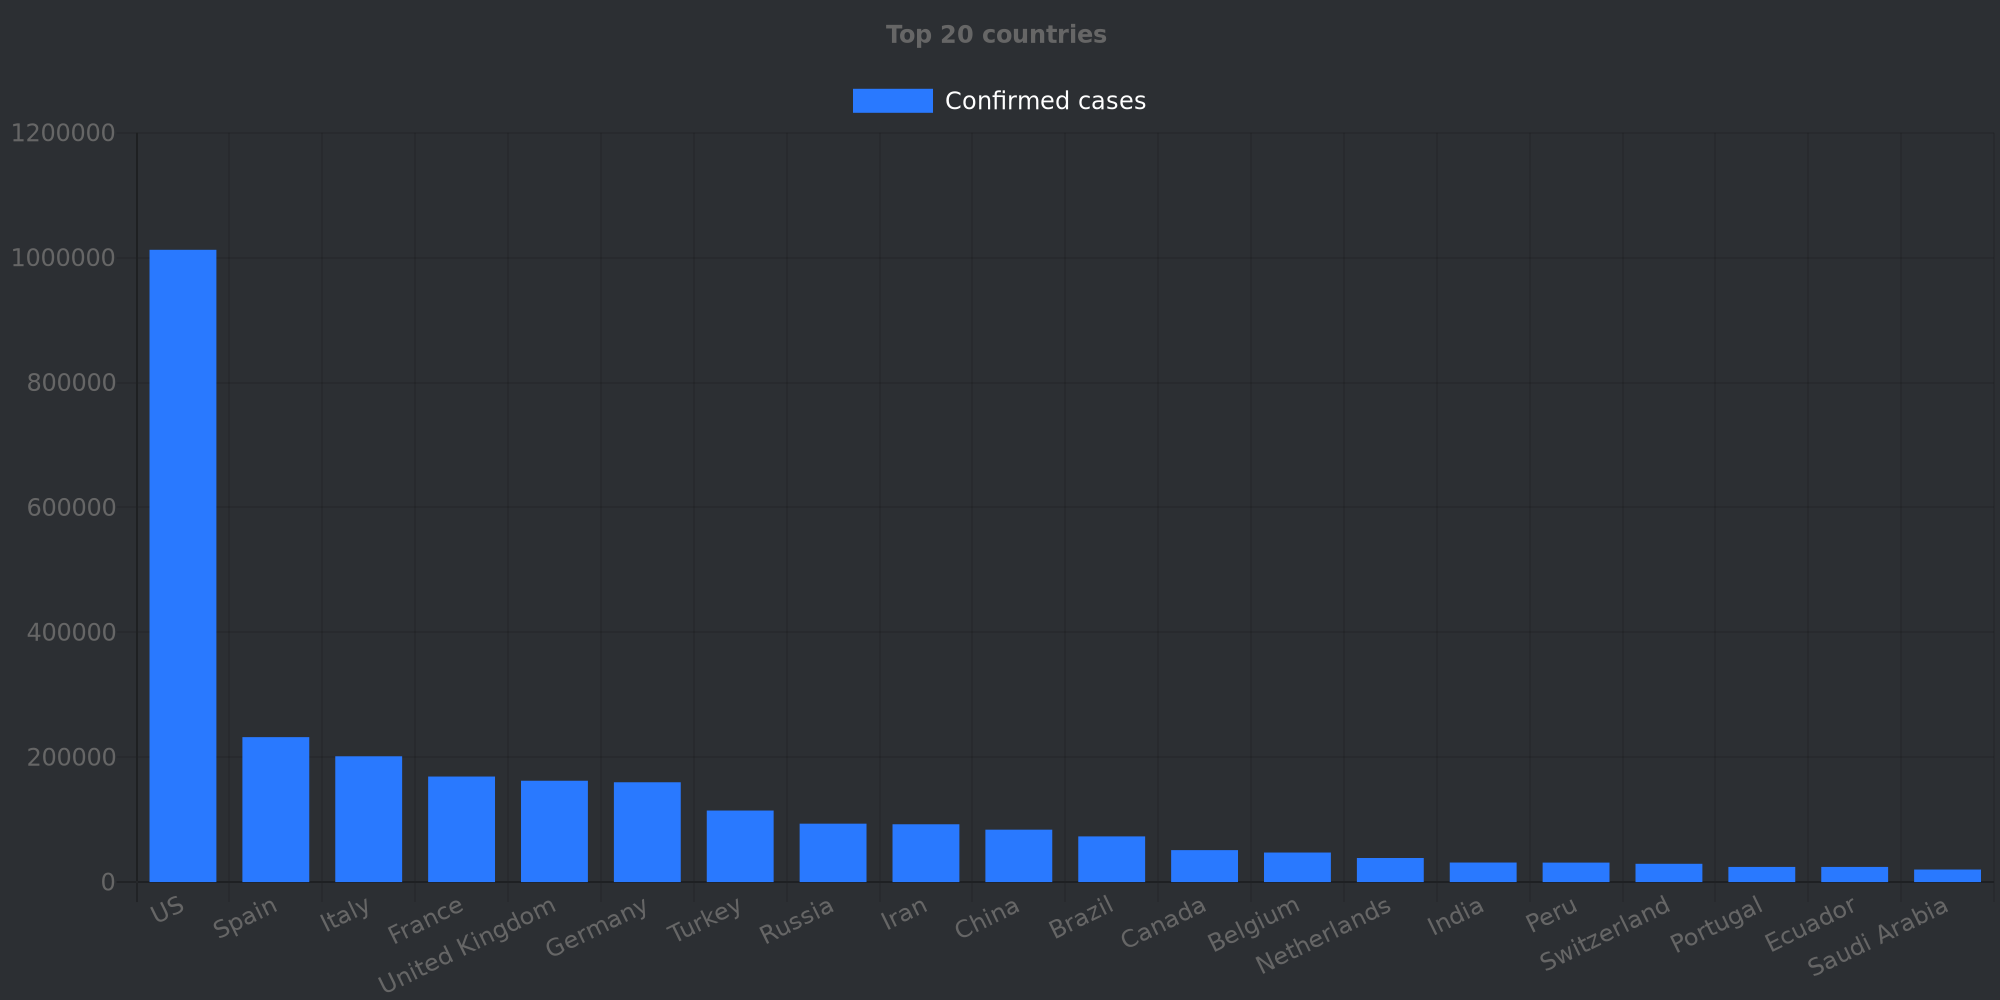 Top 20 countries
Confirmed cases
1200000
1000000
800000
600000
400000
200000
0
US
Spain
Italy
France
United Kingdom
Germany
Turkey
Russia
Iran
China
Brazil
Canada
Belgium
Netherlands
India
Peru
Switzerland
Portugal
Ecuador
Saudi Arabia